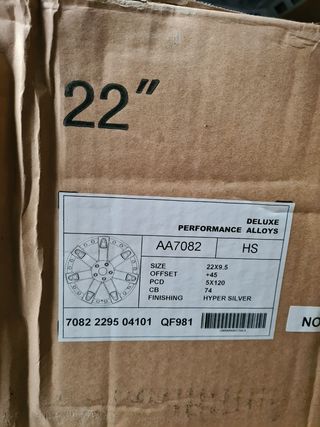 22"
DELUXE
PERFORMANCE ALLOYS
AA7082 HS
SIZE 22X9.5
OFFSET +45
PCD 5X120
CB 74
FINISHING HYPER SILVER
7082 2295 04101 QF981
NO